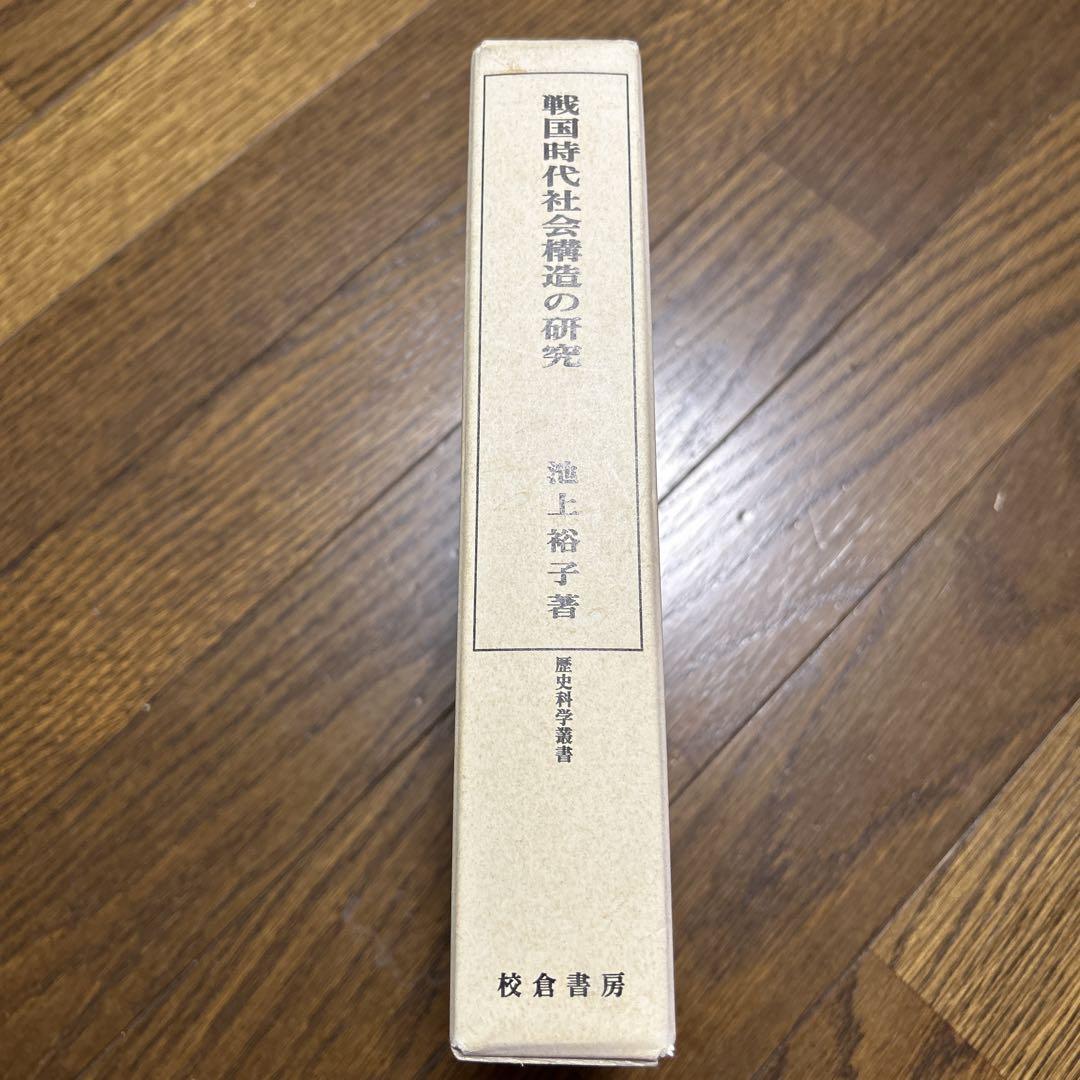 戦国時代社会構造の研究
池上裕子著
歴史科学叢書
校倉書房